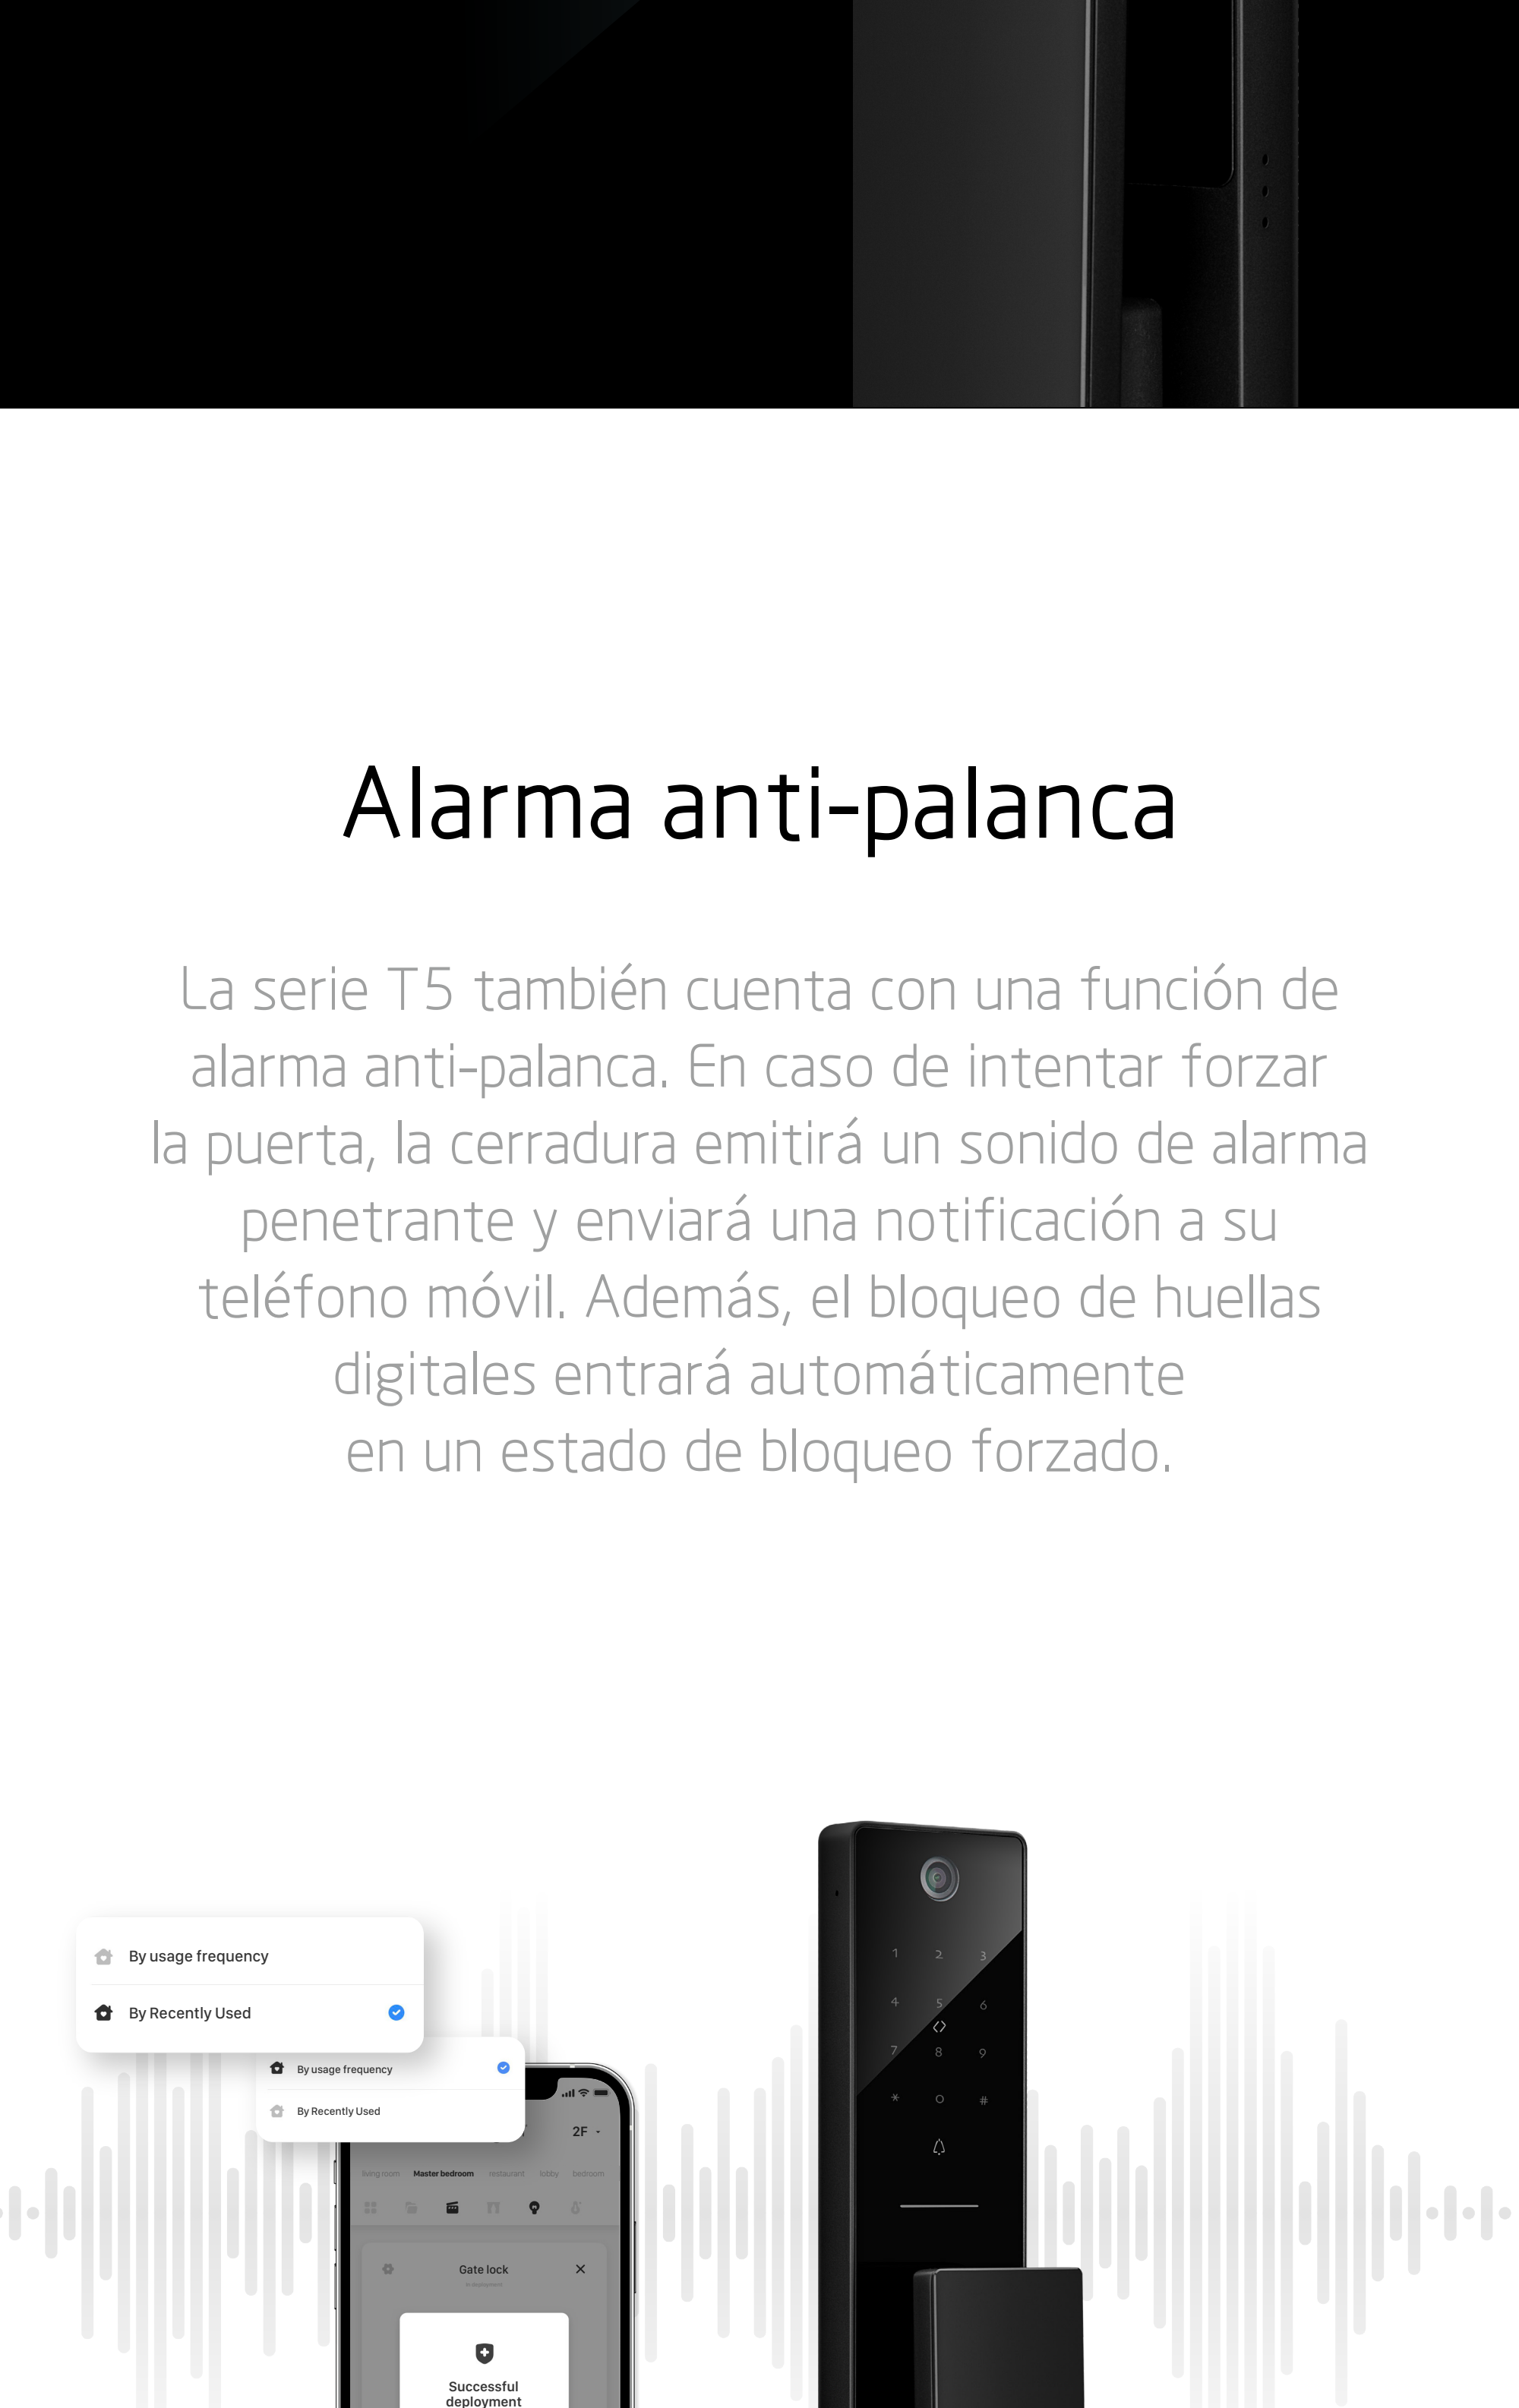 Alarma anti-palanca
La serie T5 también cuenta con una función de
alarma anti-palanca. En caso de intentar forzar
la puerta, la cerradura emitirá un sonido de alarma
penetrante y enviará una notificación a su
teléfono móvil. Además, el bloqueo de huellas
digitales entrará automáticamente
en un estado de bloqueo forzado.
By usage frequency
By Recently Used
By usage frequency
By Recently Used
2F
living room Master bedroom restaurant lobby bedroom
Gate lock
Successful
deployment
1 2 3
4 5 6
7 8 9
* 0 #